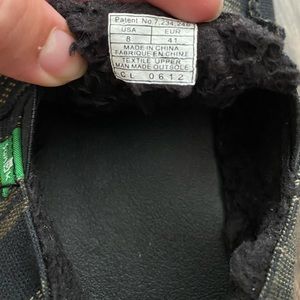 Patent No.7,234,248
USA EUR
8 41
MADE IN CHINA
FABRIQUE EN CHINE
TEXTILE UPPER
MAN MADE OUTSOLE
CL 0612